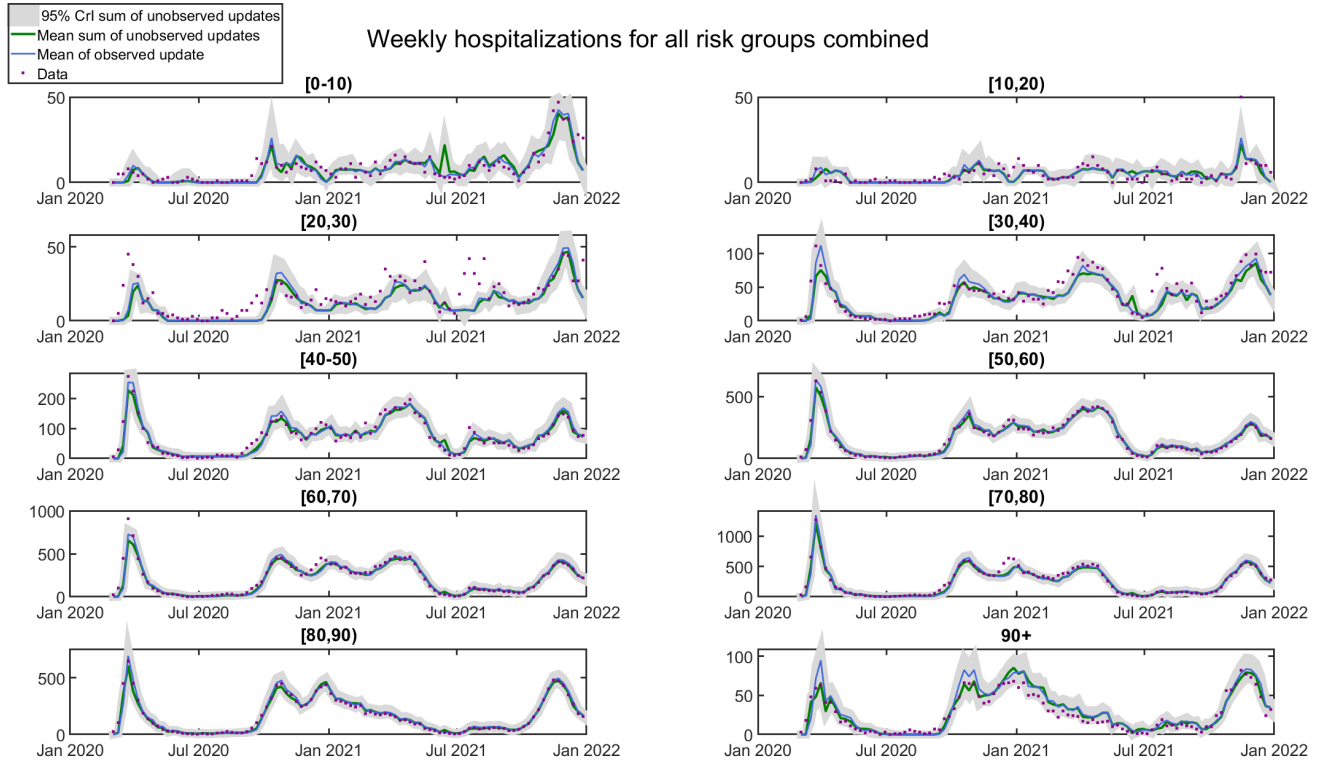 95% CrI sum of unobserved updates
Mean sum of unobserved updates
Mean of observed update
Data
Weekly hospitalizations for all risk groups combined
[0-10)
50
0
Jan 2020 Jul 2020 Jan 2021 Jul 2021 Jan 2022
[10,20)
50
0
Jan 2020 Jul 2020 Jan 2021 Jul 2021 Jan 2022
[20,30)
50
0
Jan 2020 Jul 2020 Jan 2021 Jul 2021 Jan 2022
[30,40)
100
50
0
Jan 2020 Jul 2020 Jan 2021 Jul 2021 Jan 2022
[40-50)
200
100
0
Jan 2020 Jul 2020 Jan 2021 Jul 2021 Jan 2022
[50,60)
500
0
Jan 2020 Jul 2020 Jan 2021 Jul 2021 Jan 2022
[60,70)
1000
500
0
Jan 2020 Jul 2020 Jan 2021 Jul 2021 Jan 2022
[70,80)
1000
500
0
Jan 2020 Jul 2020 Jan 2021 Jul 2021 Jan 2022
[80,90)
500
0
Jan 2020 Jul 2020 Jan 2021 Jul 2021 Jan 2022
90+
100
50
0
Jan 2020 Jul 2020 Jan 2021 Jul 2021 Jan 2022